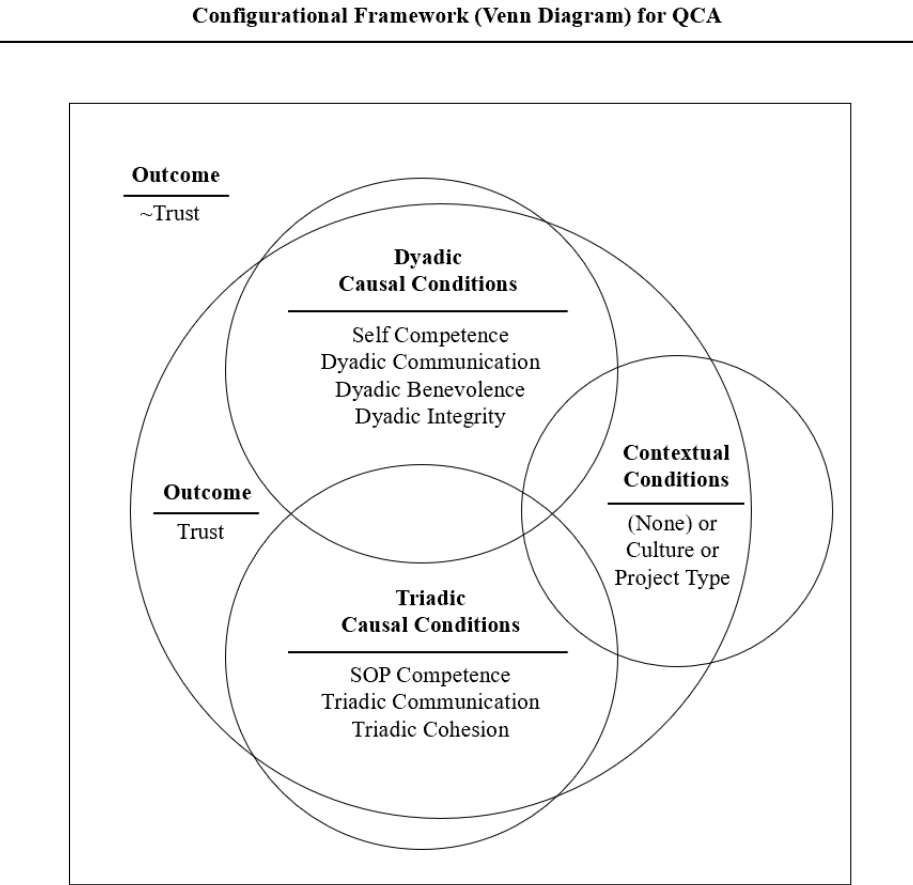 Configurational Framework (Venn Diagram) for QCA
Outcome
~Trust
Dyadic
Causal Conditions
Self Competence
Dyadic Communication
Dyadic Benevolence
Dyadic Integrity
Contextual
Conditions
(None) or
Culture or
Project Type
Outcome
Trust
Triadic
Causal Conditions
SOP Competence
Triadic Communication
Triadic Cohesion